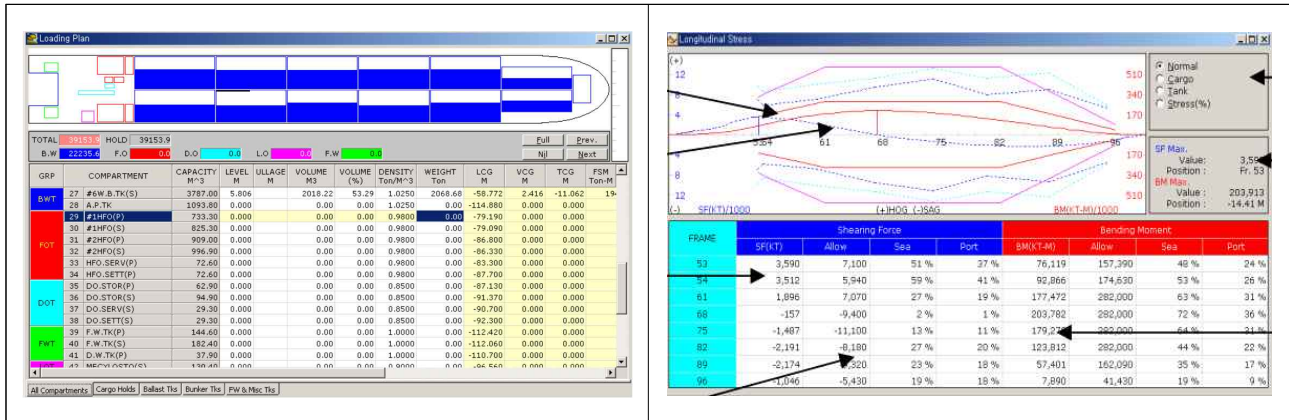 Loading Plan
TOTAL 39153.9 HOLD 39153.9
Full Prev.
B.W 22235.6 F.O 0.0 D.O 0.0 L.O 0.0 F.W 0.0
Nil Next
GRP COMPARTMENT CAPACITY M^3 LEVEL M ULLAGE M VOLUME M3 VOLUME (%) DENSITY Ton/M^3 WEIGHT Ton LCG M VCG M TCG M FSM Ton-M
BWT
27 #6W.B.TK(S) 3787.00 5.806 2018.22 53.29 1.0250 2068.68 -58.772 2.416 -11.062
28 A.P.TK 1093.80 0.000 0.00 0.00 1.0250 0.00 -114.880 0.000 0.000
FOT
29 #1HFO(P) 733.30 0.000 0.00 0.00 0.9800 0.00 -79.190 0.000 0.000
30 #1HFO(S) 825.30 0.000 0.00 0.00 0.9800 0.00 -79.090 0.000 0.000
31 #2HFO(P) 909.00 0.000 0.00 0.00 0.9800 0.00 -86.800 0.000 0.000
32 #2HFO(S) 996.90 0.000 0.00 0.00 0.9800 0.00 -86.330 0.000 0.000
33 HFO.SERV(P) 72.60 0.000 0.00 0.00 0.9800 0.00 -83.300 0.000 0.000
34 HFO.SETT(P) 72.60 0.000 0.00 0.00 0.9800 0.00 -87.700 0.000 0.000
DOT
35 DO.STOR(P) 62.90 0.000 0.00 0.00 0.8500 0.00 -87.130 0.000 0.000
36 DO.STOR(S) 94.90 0.000 0.00 0.00 0.8500 0.00 -91.370 0.000 0.000
37 DO.SERV(S) 29.30 0.000 0.00 0.00 0.8500 0.00 -90.700 0.000 0.000
38 DO.SETT(S) 29.30 0.000 0.00 0.00 0.8500 0.00 -92.300 0.000 0.000
FWT
39 F.W.TK(P) 144.60 0.000 0.00 0.00 1.0000 0.00 -112.420 0.000 0.000
40 F.W.TK(S) 182.40 0.000 0.00 0.00 1.0000 0.00 -112.060 0.000 0.000
41 D.W.TK(P) 37.90 0.000 0.00 0.00 1.0000 0.00 -110.700 0.000 0.000
All Compartments Cargo Holds Ballast Tks Bunker Tks FW & Misc Tks
Longitudinal Stress
(+)
12 510
8 340
4 170
53 54 61 68 75 82 89 96
4 170
8 340
12 510
(-) SF(KT)/1000 (+)HOG (-)SAG BM(KT-M)/1000
Normal
Cargo
Tank
Stress(%)
SF Max.
Value: 3,59
Position : Fr. 53
BM Max.
Value : 203,913
Position : -14.41 M
FRAME Shearing Force Bending Moment
SF(KT) Allow Sea Port BM(KT-M) Allow Sea Port
53 3,590 7,100 51 % 37 % 76,119 157,390 48 % 24 %
54 3,512 5,940 59 % 41 % 92,866 174,630 53 % 26 %
61 1,896 7,070 27 % 19 % 177,472 282,000 63 % 31 %
68 -157 -9,400 2 % 1 % 203,782 282,000 72 % 36 %
75 -1,487 -11,100 13 % 11 % 282,000 64 % 31 %
82 -2,191 -8,180 27 % 20 % 123,812 282,000 44 % 22 %
-2,174 23 % 18 % 57,401 162,090 35 % 17 %
96 -1,046 -5,430 19 % 18 % 7,890 41,430 19 % 9 %